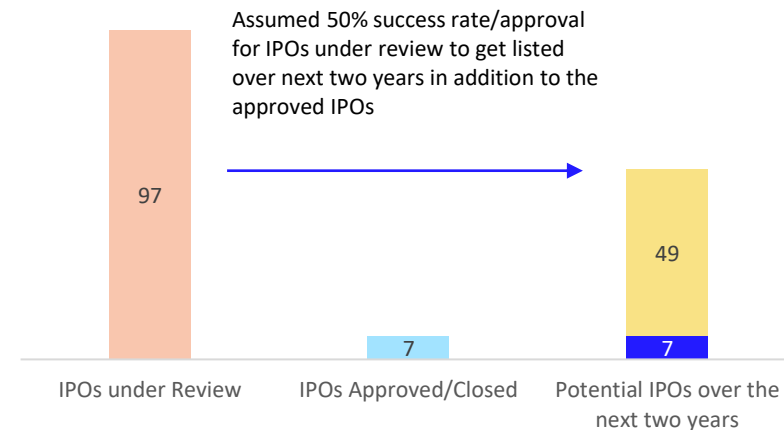 Assumed 50% success rate/approval
for IPOs under review to get listed
over next two years in addition to the
approved IPOs
97
49
7
7
IPOs under Review
IPOs Approved/Closed
Potential IPOs over the
next two years